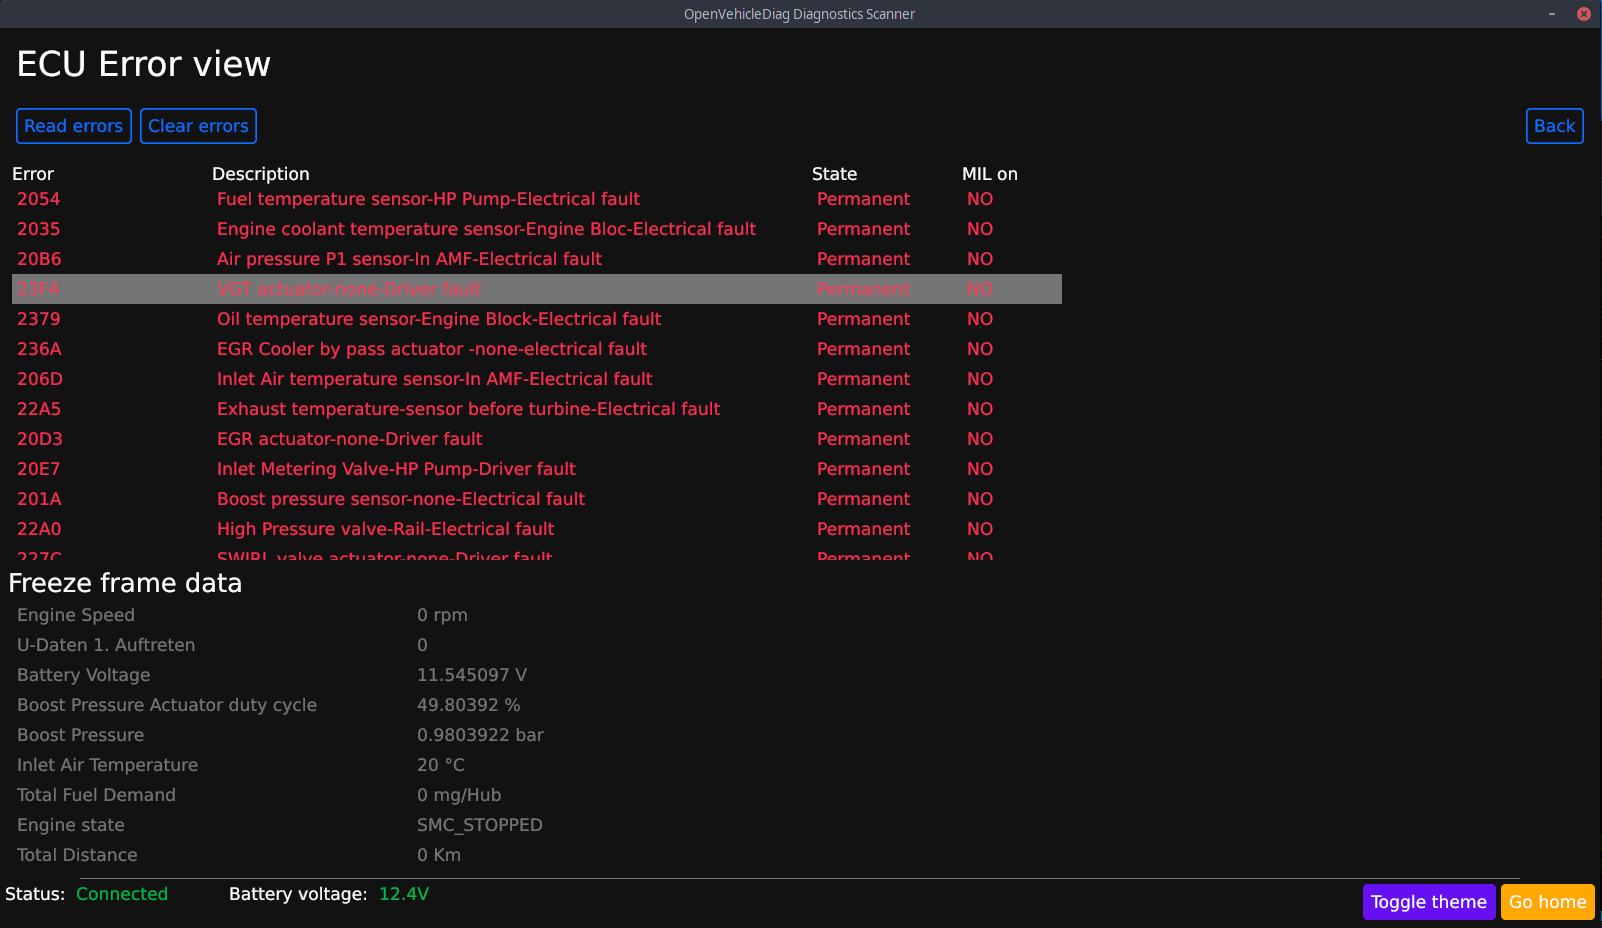 OpenVehicleDiag Diagnostics Scanner
ECU Error view
Read errors Clear errors Back
Error Description State MIL on
2054 Fuel temperature sensor-HP Pump-Electrical fault Permanent NO
2035 Engine coolant temperature sensor-Engine Bloc-Electrical fault Permanent NO
20B6 Air pressure P1 sensor-In AMF-Electrical fault Permanent NO
23F4 VGT actuator-none-Driver fault Permanent NO
2379 Oil temperature sensor-Engine Block-Electrical fault Permanent NO
236A EGR Cooler by pass actuator -none-electrical fault Permanent NO
206D Inlet Air temperature sensor-In AMF-Electrical fault Permanent NO
22A5 Exhaust temperature-sensor before turbine-Electrical fault Permanent NO
20D3 EGR actuator-none-Driver fault Permanent NO
20E7 Inlet Metering Valve-HP Pump-Driver fault Permanent NO
201A Boost pressure sensor-none-Electrical fault Permanent NO
22A0 High Pressure valve-Rail-Electrical fault Permanent NO
227C SWIRL valve actuator-none-Driver fault Permanent NO
Freeze frame data
Engine Speed 0 rpm
U-Daten 1. Auftreten 0
Battery Voltage 11.545097 V
Boost Pressure Actuator duty cycle 49.80392 %
Boost Pressure 0.9803922 bar
Inlet Air Temperature 20 °C
Total Fuel Demand 0 mg/Hub
Engine state SMC_STOPPED
Total Distance 0 Km
Status: Connected Battery voltage: 12.4V
Toggle theme Go home